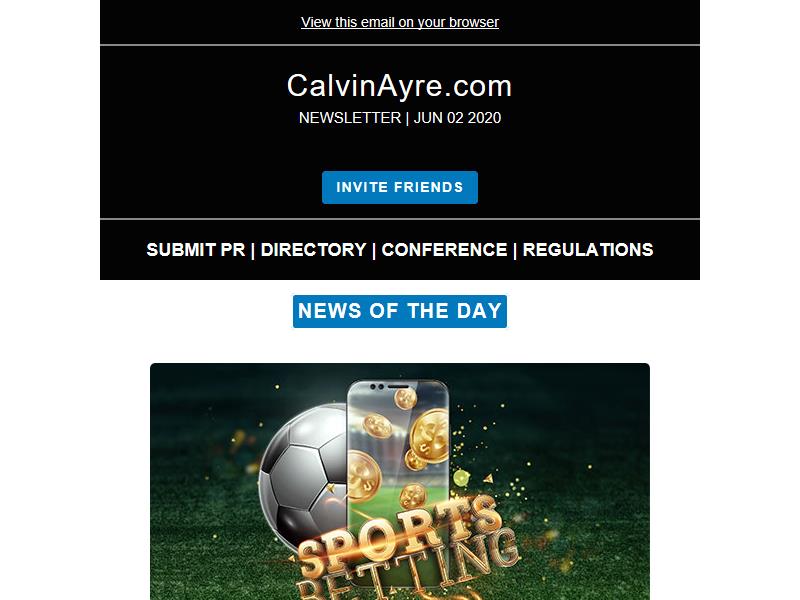 View this email on your browser
CalvinAyre.com
NEWSLETTER | JUN 02 2020
INVITE FRIENDS
SUBMIT PR | DIRECTORY | CONFERENCE | REGULATIONS
NEWS OF THE DAY
SPORTS
BETTING